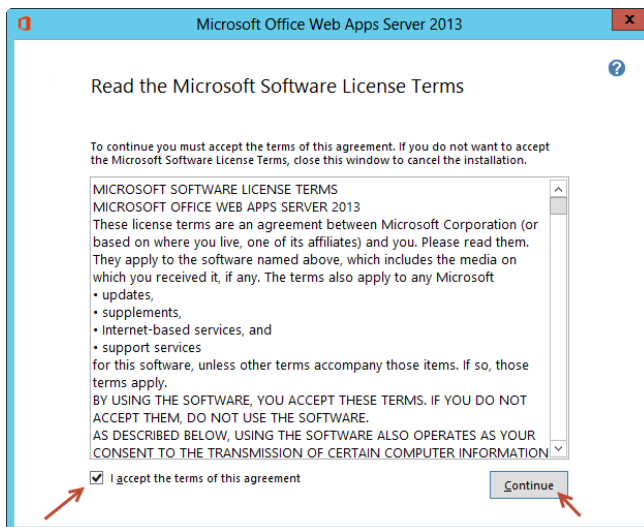 Microsoft Office Web Apps Server 2013
x
?
Read the Microsoft Software License Terms
To continue you must accept the terms of this agreement. If you do not want to accept
the Microsoft Software License Terms, close this window to cancel the installation.
MICROSOFT SOFTWARE LICENSE TERMS
MICROSOFT OFFICE WEB APPS SERVER 2013
These license terms are an agreement between Microsoft Corporation (or
based on where you live, one of its affiliates) and you. Please read them.
They apply to the software named above, which includes the media on
which you received it, if any. The terms also apply to any Microsoft
• updates,
• supplements,
• Internet-based services, and
• support services
for this software, unless other terms accompany those items. If so, those
terms apply.
BY USING THE SOFTWARE, YOU ACCEPT THESE TERMS. IF YOU DO NOT
ACCEPT THEM, DO NOT USE THE SOFTWARE.
AS DESCRIBED BELOW, USING THE SOFTWARE ALSO OPERATES AS YOUR
CONSENT TO THE TRANSMISSION OF CERTAIN COMPUTER INFORMATION
I accept the terms of this agreement
Continue